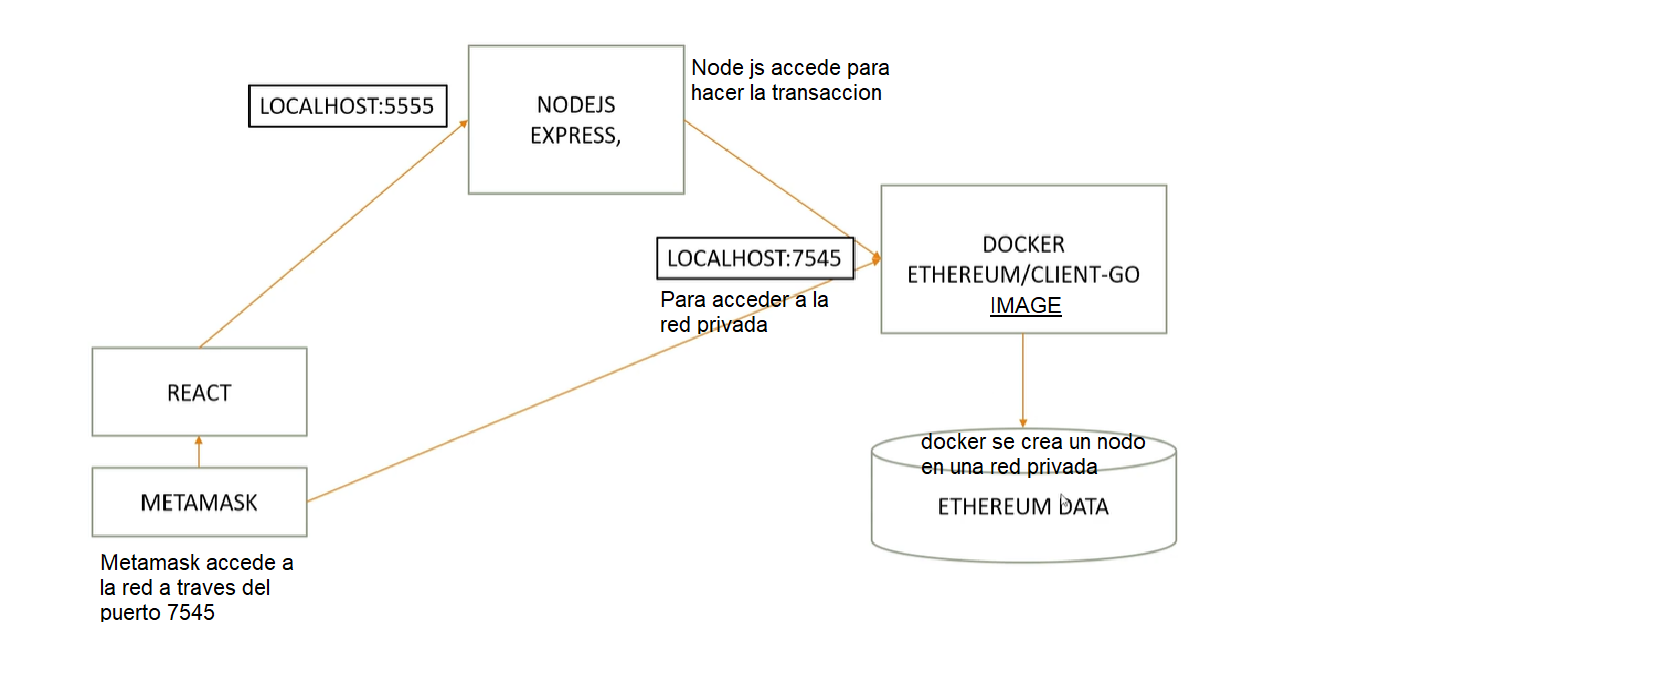 Node js accede para
hacer la transaccion
LOCALHOST:5555
NODEJS
EXPRESS,
LOCALHOST:7545
Para acceder a la
red privada
DOCKER
ETHEREUM/CLIENT-GO
IMAGE
REACT
METAMASK
Metamask accede a
la red a traves del
puerto 7545
docker se crea un nodo
en una red privada
ETHEREUM DATA